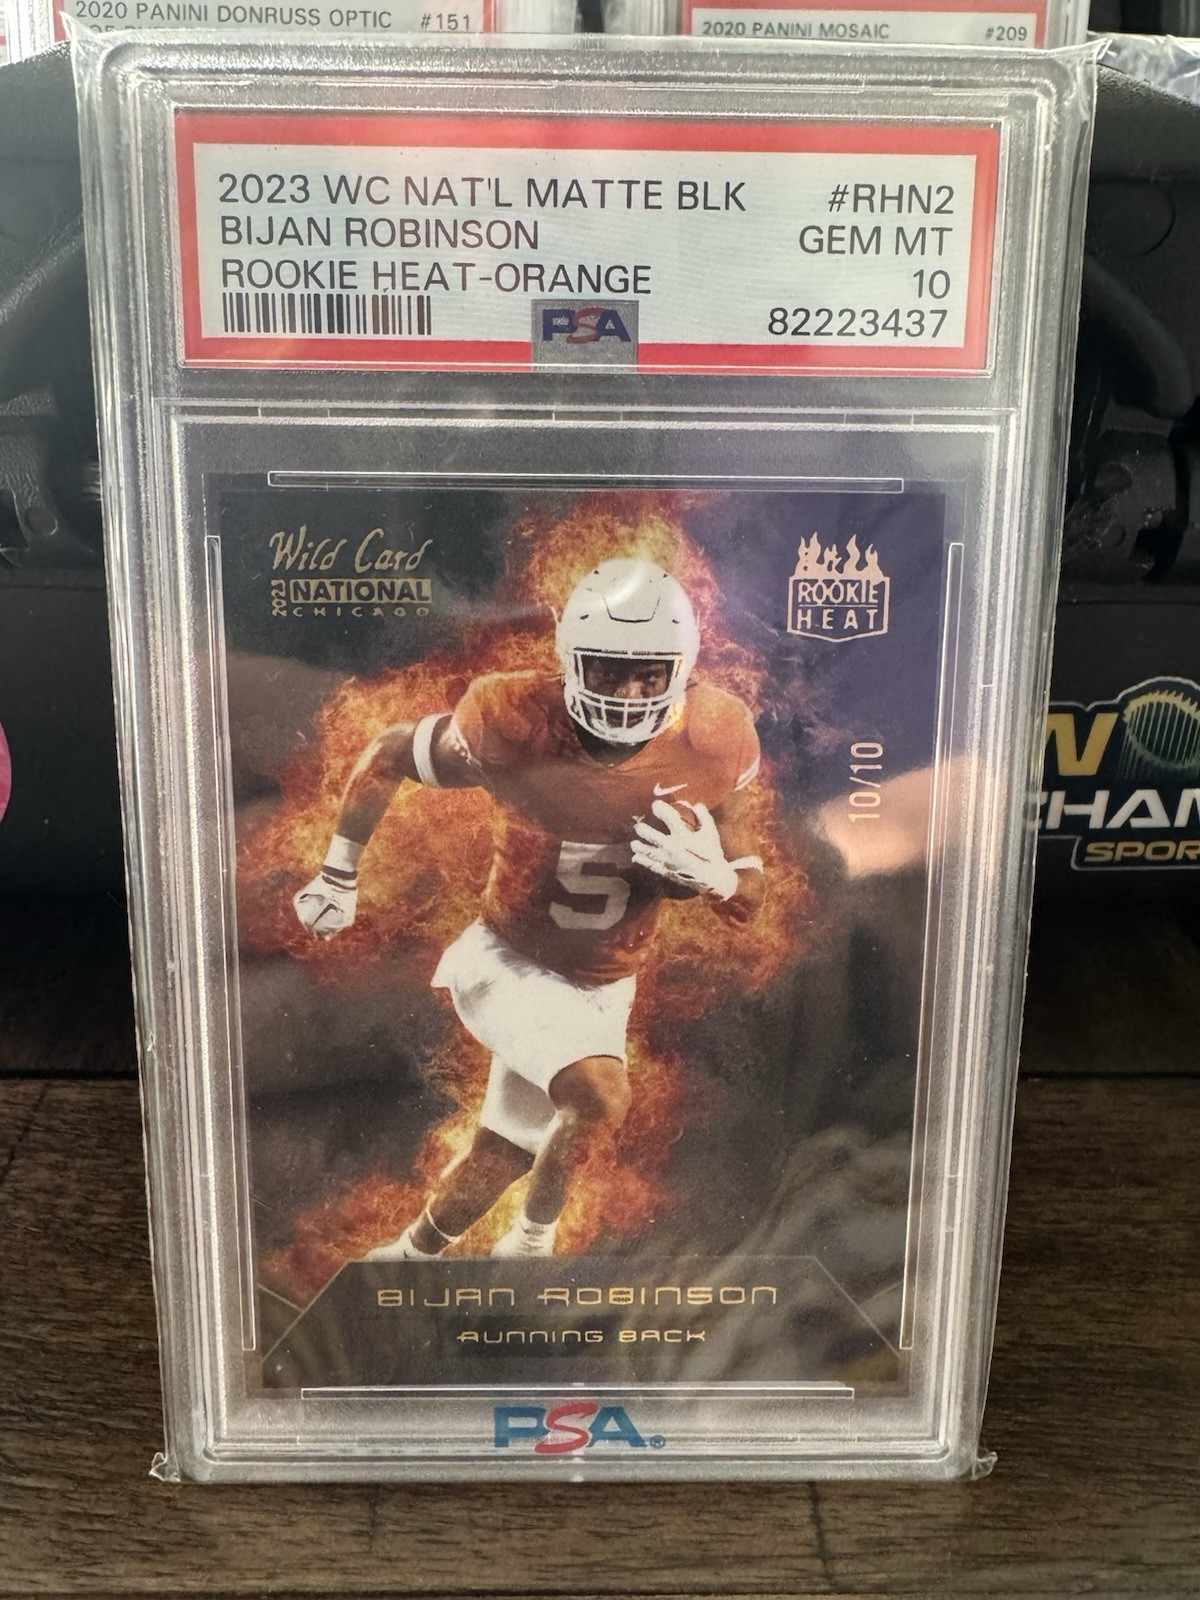 2020 PANINI DONRUSS OPTIC #151
2020 PANINI MOSAIC #209
2023 WC NAT'L MATTE BLK #RHN2
BIJAN ROBINSON GEM MT
ROOKIE HEAT-ORANGE 10
PSA 82223437
Wild Card
2023 NATIONAL
CHICAGO
ROOKIE
HEAT
10/10
5
BIJAN ROBINSON
RUNNING BACK
PSA®